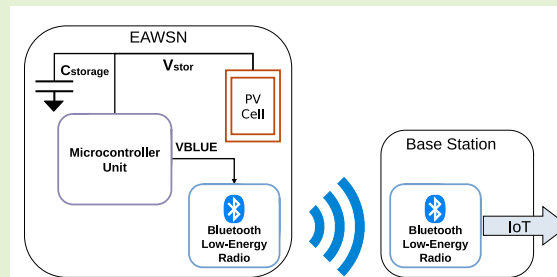 EAWSN
Cstorage
Vstor
PV
Cell
Microcontroller
Unit
VBLUE
Bluetooth
Low-Energy
Radio
Base Station
Bluetooth
Low-Energy
Radio
IoT